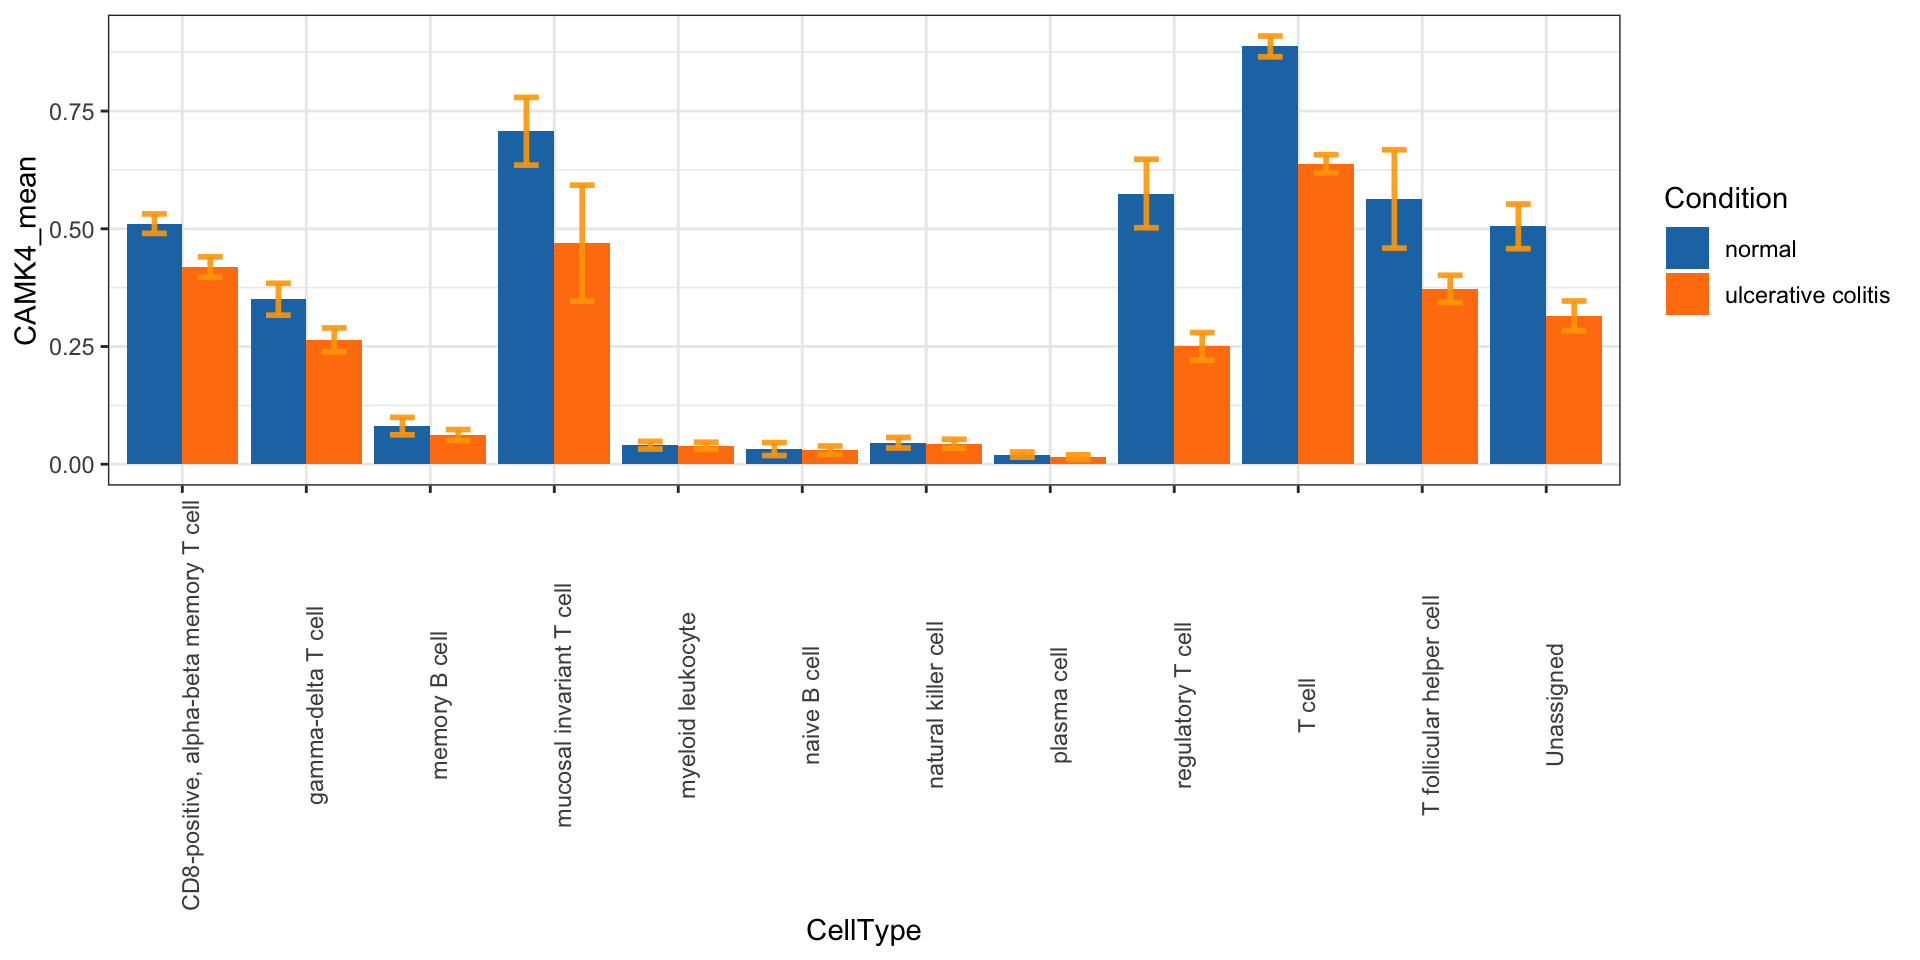 CAMK4_mean
0.75
0.50
0.25
0.00
CD8-positive, alpha-beta memory T cell
gamma-delta T cell
memory B cell
mucosal invariant T cell
myeloid leukocyte
naive B cell
natural killer cell
plasma cell
regulatory T cell
T cell
T follicular helper cell
Unassigned
CellType
Condition
normal
ulcerative colitis